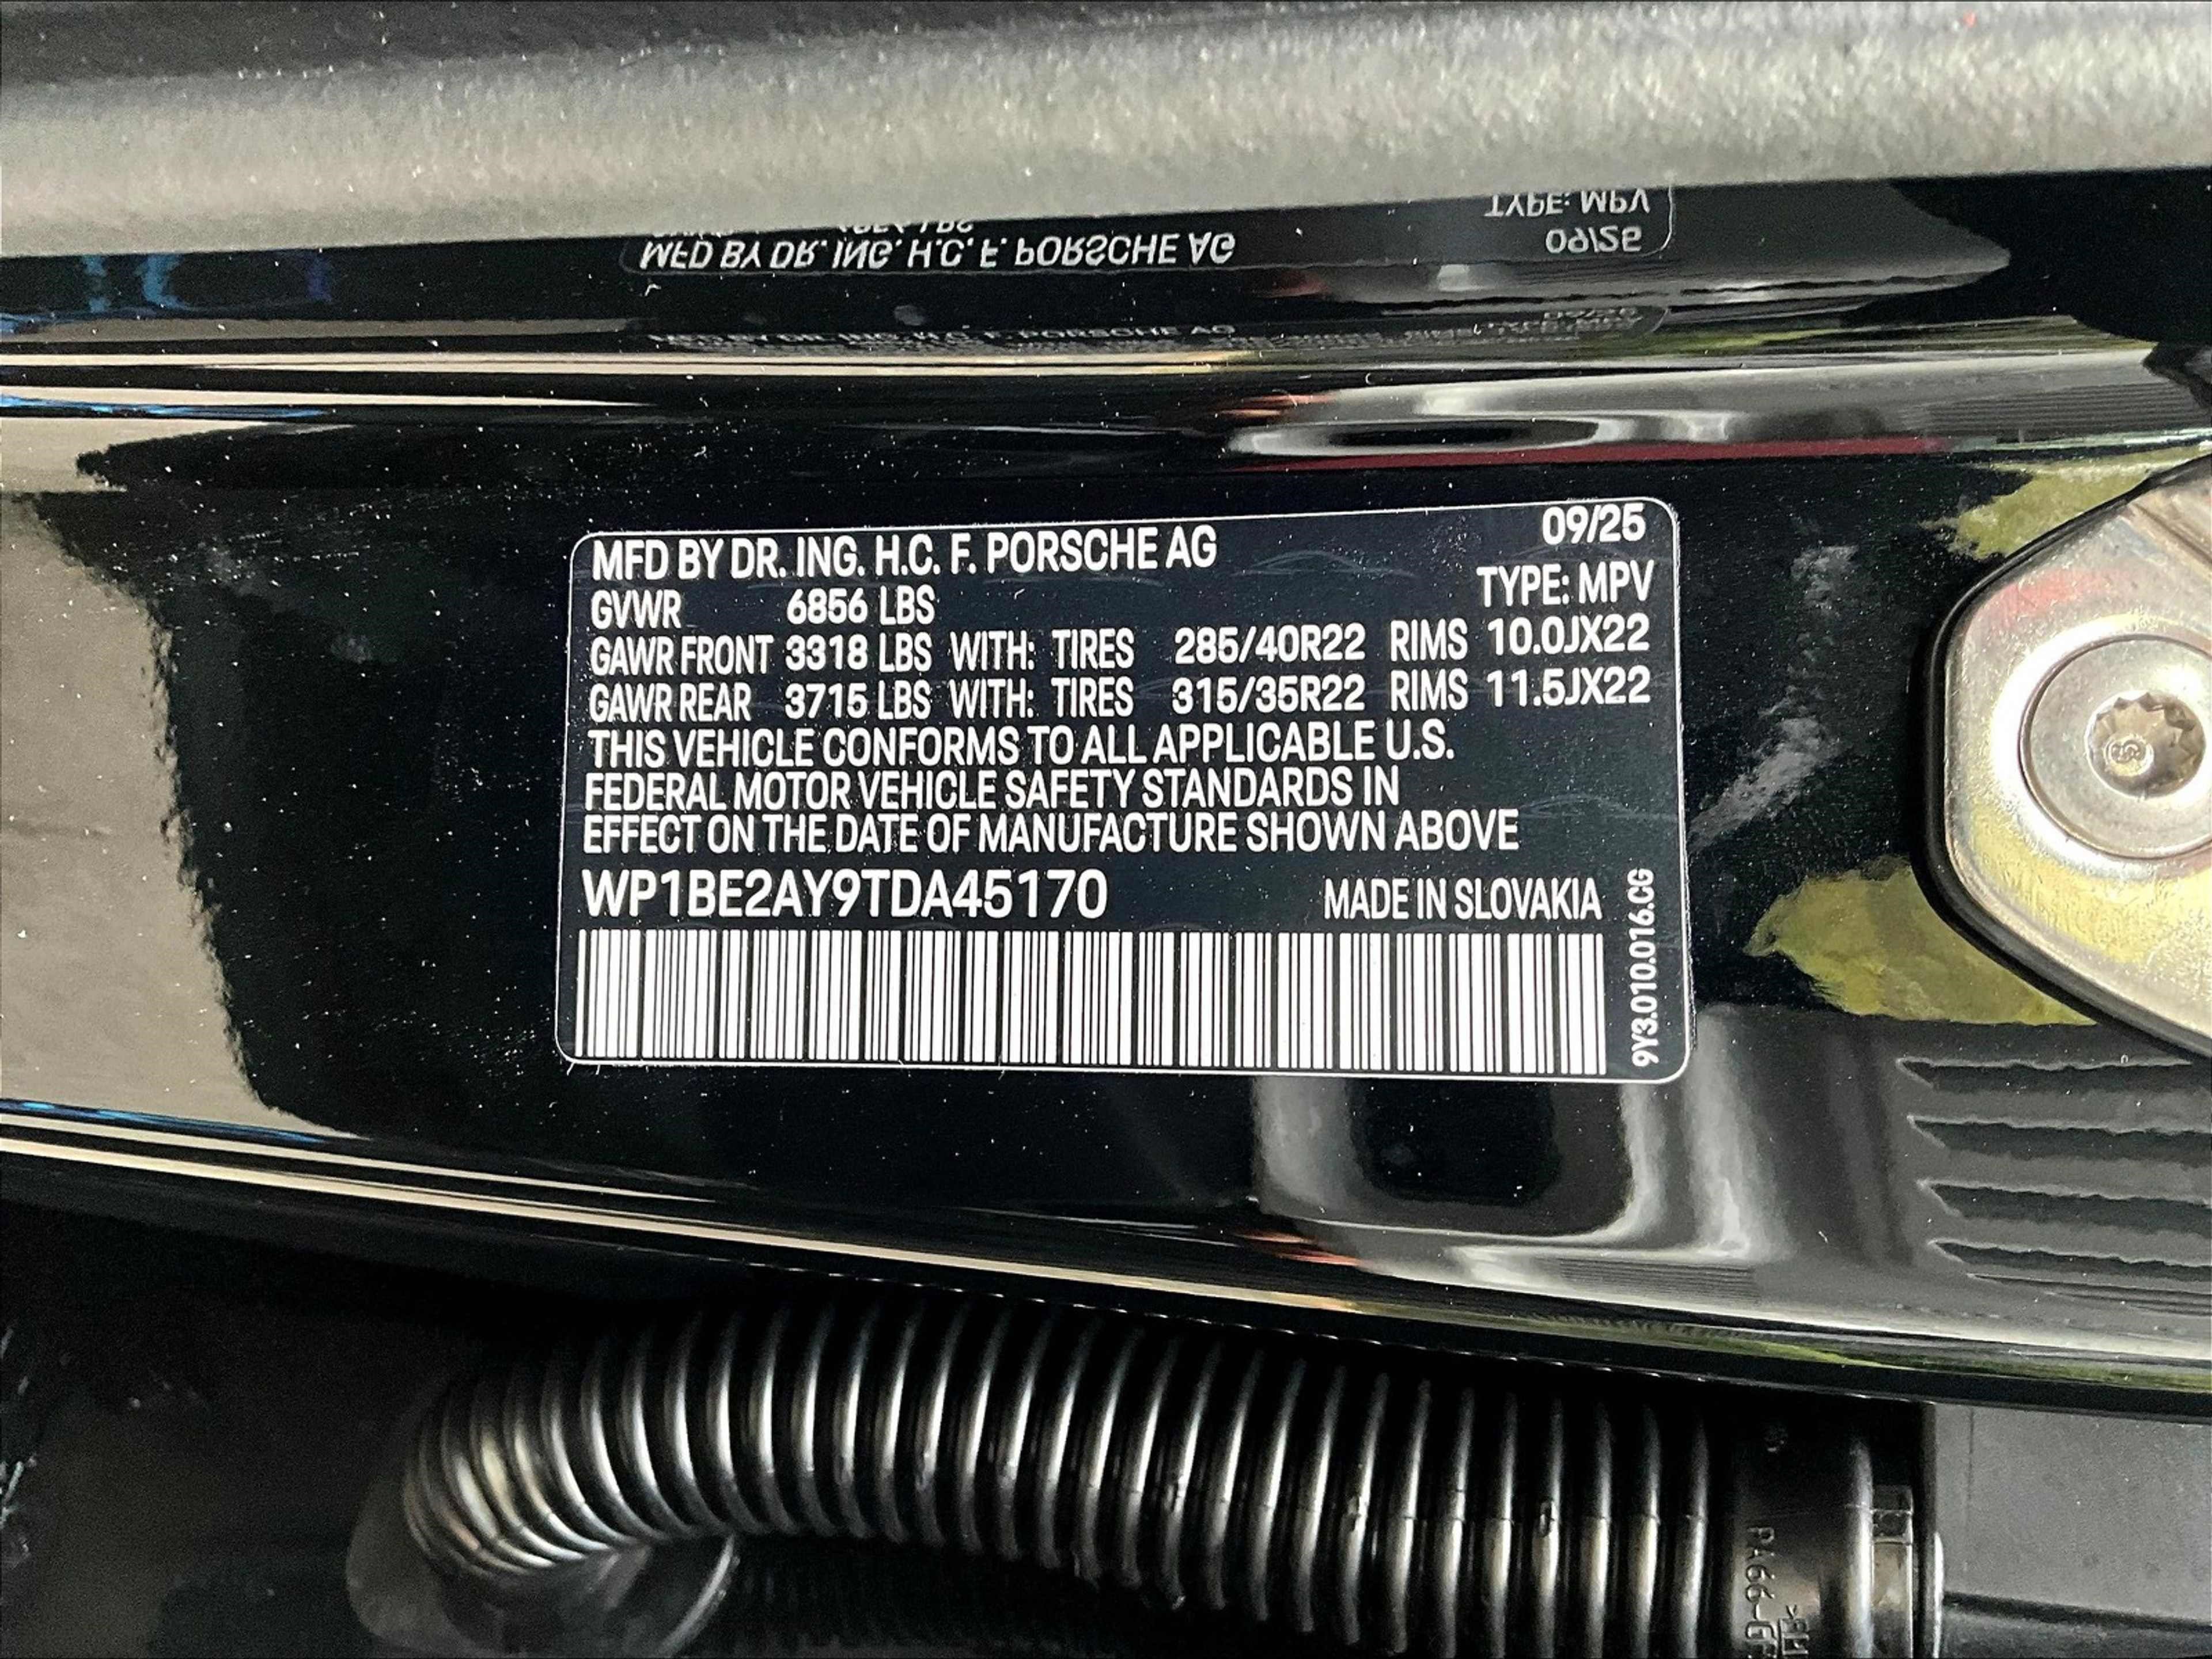 MFD BY DR. ING. H.C. F. PORSCHE AG 09/25
GVWR 6856 LBS TYPE: MPV
GAWR FRONT 3318 LBS WITH: TIRES 285/40R22 RIMS 10.0JX22
GAWR REAR 3715 LBS WITH: TIRES 315/35R22 RIMS 11.5JX22
THIS VEHICLE CONFORMS TO ALL APPLICABLE U.S.
FEDERAL MOTOR VEHICLE SAFETY STANDARDS IN
EFFECT ON THE DATE OF MANUFACTURE SHOWN ABOVE
WP1BE2AY9TDA45170 MADE IN SLOVAKIA
9Y3.010.016.CG